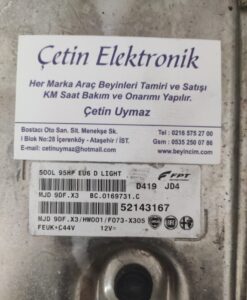 Çetin Elektronik
Her Marka Araç Beyinleri Tamiri ve Satışı
KM Saat Bakım ve Onarımı Yapılır.
Çetin Uymaz
Bostancı Oto San. Sit. Menekşe Sk.
I Blok No:28 İçerenköy - Ataşehir / İST.
E-mail: cetinuymaz@hotmail.com
Tel : 0216 575 27 00
Gsm : 0535 250 07 86
www.beyincim.com
50OL 95HP EU6 D LIGHT
FPT
D419 JD4
MJD 9DF.X3 BC.0169731.C
52143167
MJD 9DF.X3/HW001/F073-X305
FEUK+C44V 12V=